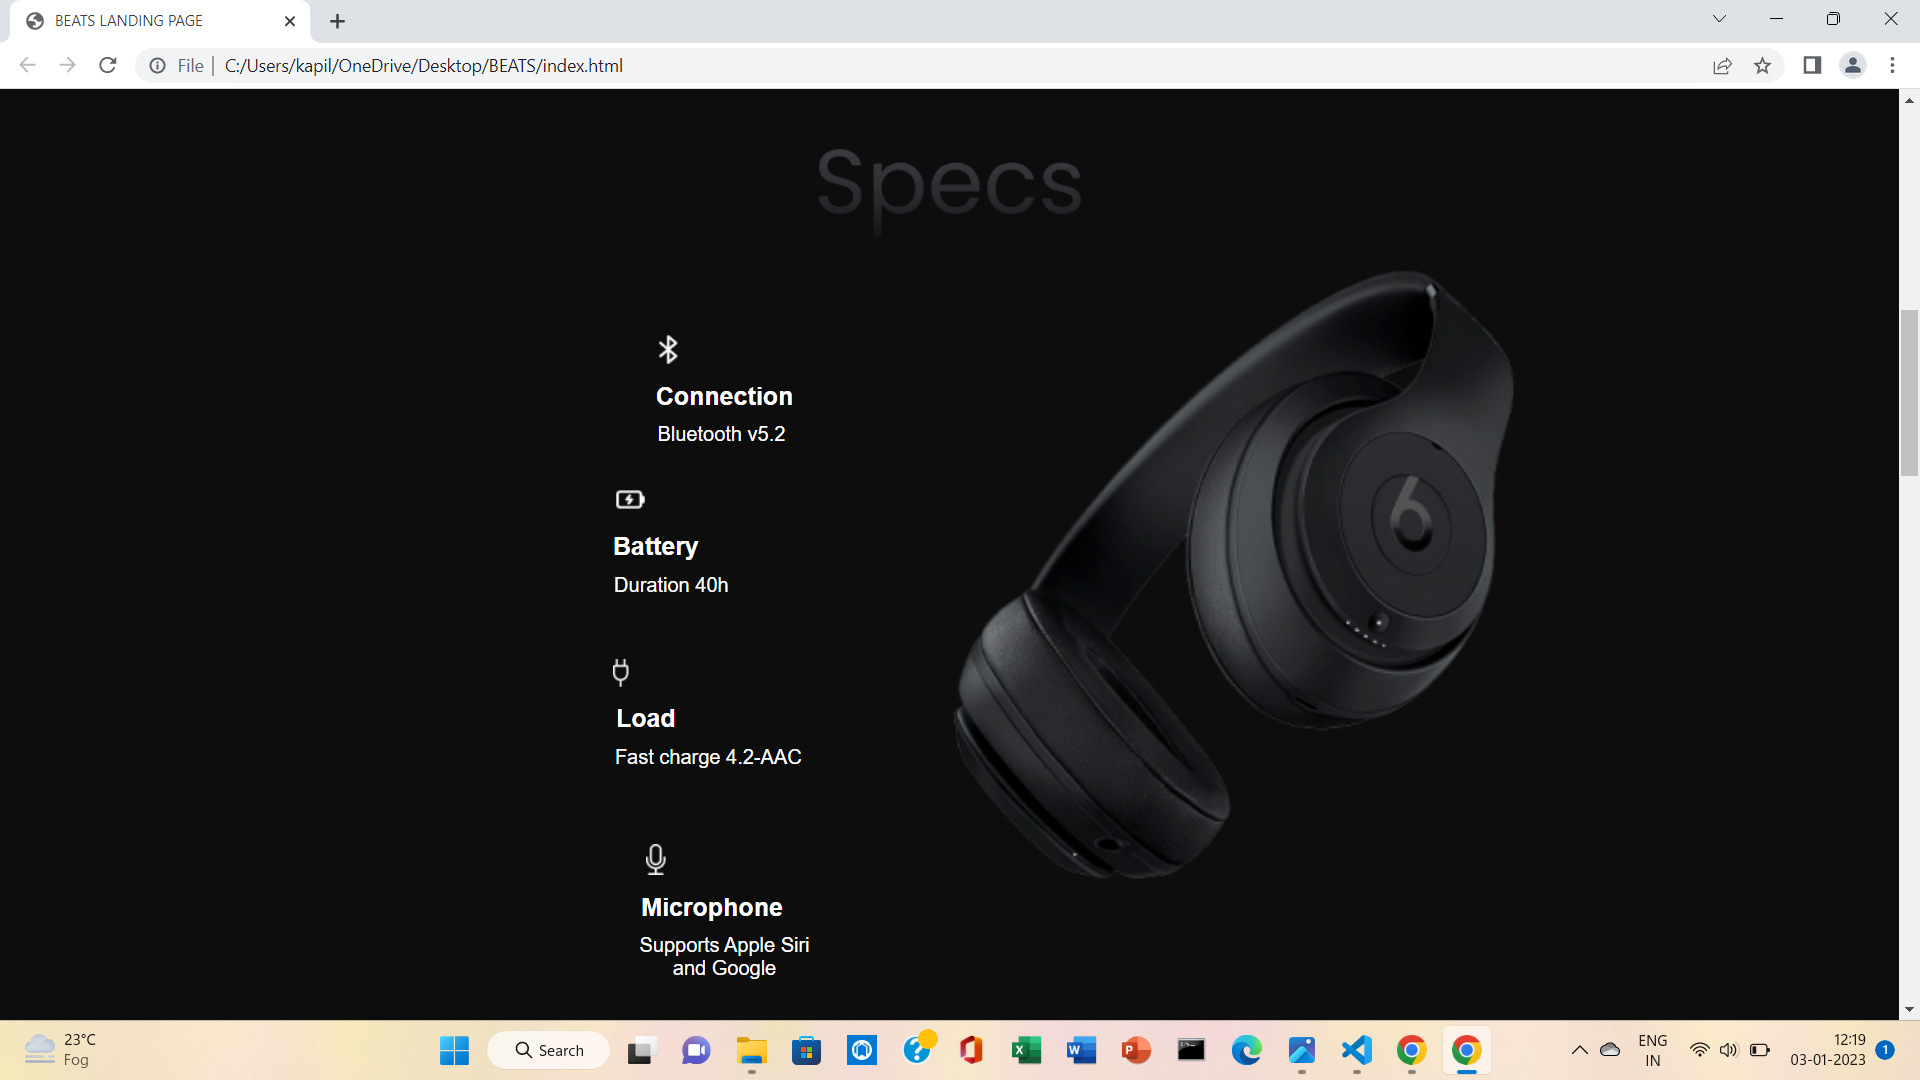 BEATS LANDING PAGE
File | C:/Users/kapil/OneDrive/Desktop/BEATS/index.html
Specs
Connection
Bluetooth v5.2
Battery
Duration 40h
Load
Fast charge 4.2-AAC
Microphone
Supports Apple Siri
and Google
23°C
Fog
Search
ENG
IN
12:19
03-01-2023
1